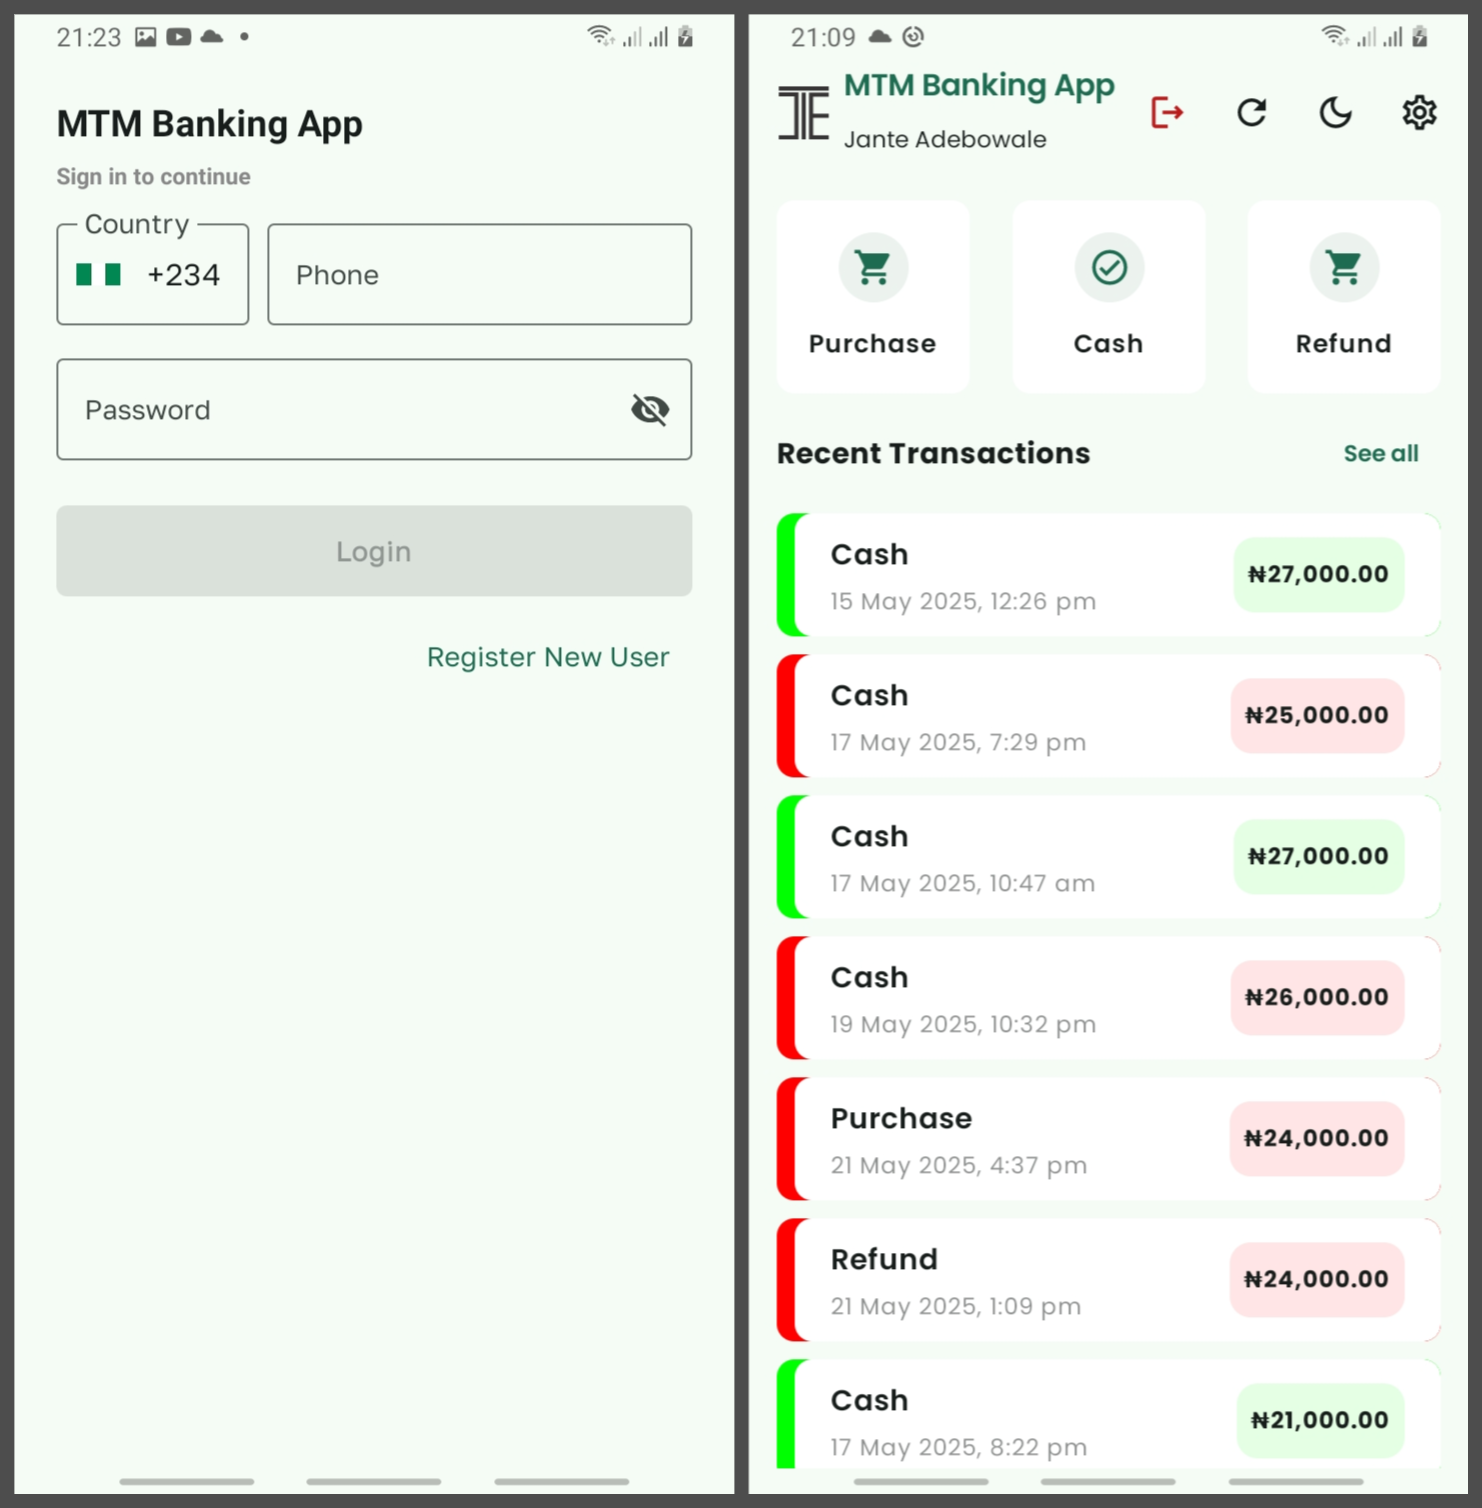 21:23
MTM Banking App
Sign in to continue
Country
+234
Phone
Password
Login
Register New User
21:09
MTM Banking App
Jante Adebowale
Purchase
Cash
Refund
Recent Transactions
See all
Cash
₦27,000.00
15 May 2025, 12:26 pm
Cash
₦25,000.00
17 May 2025, 7:29 pm
Cash
₦27,000.00
17 May 2025, 10:47 am
Cash
₦26,000.00
19 May 2025, 10:32 pm
Purchase
₦24,000.00
21 May 2025, 4:37 pm
Refund
₦24,000.00
21 May 2025, 1:09 pm
Cash
₦21,000.00
17 May 2025, 8:22 pm